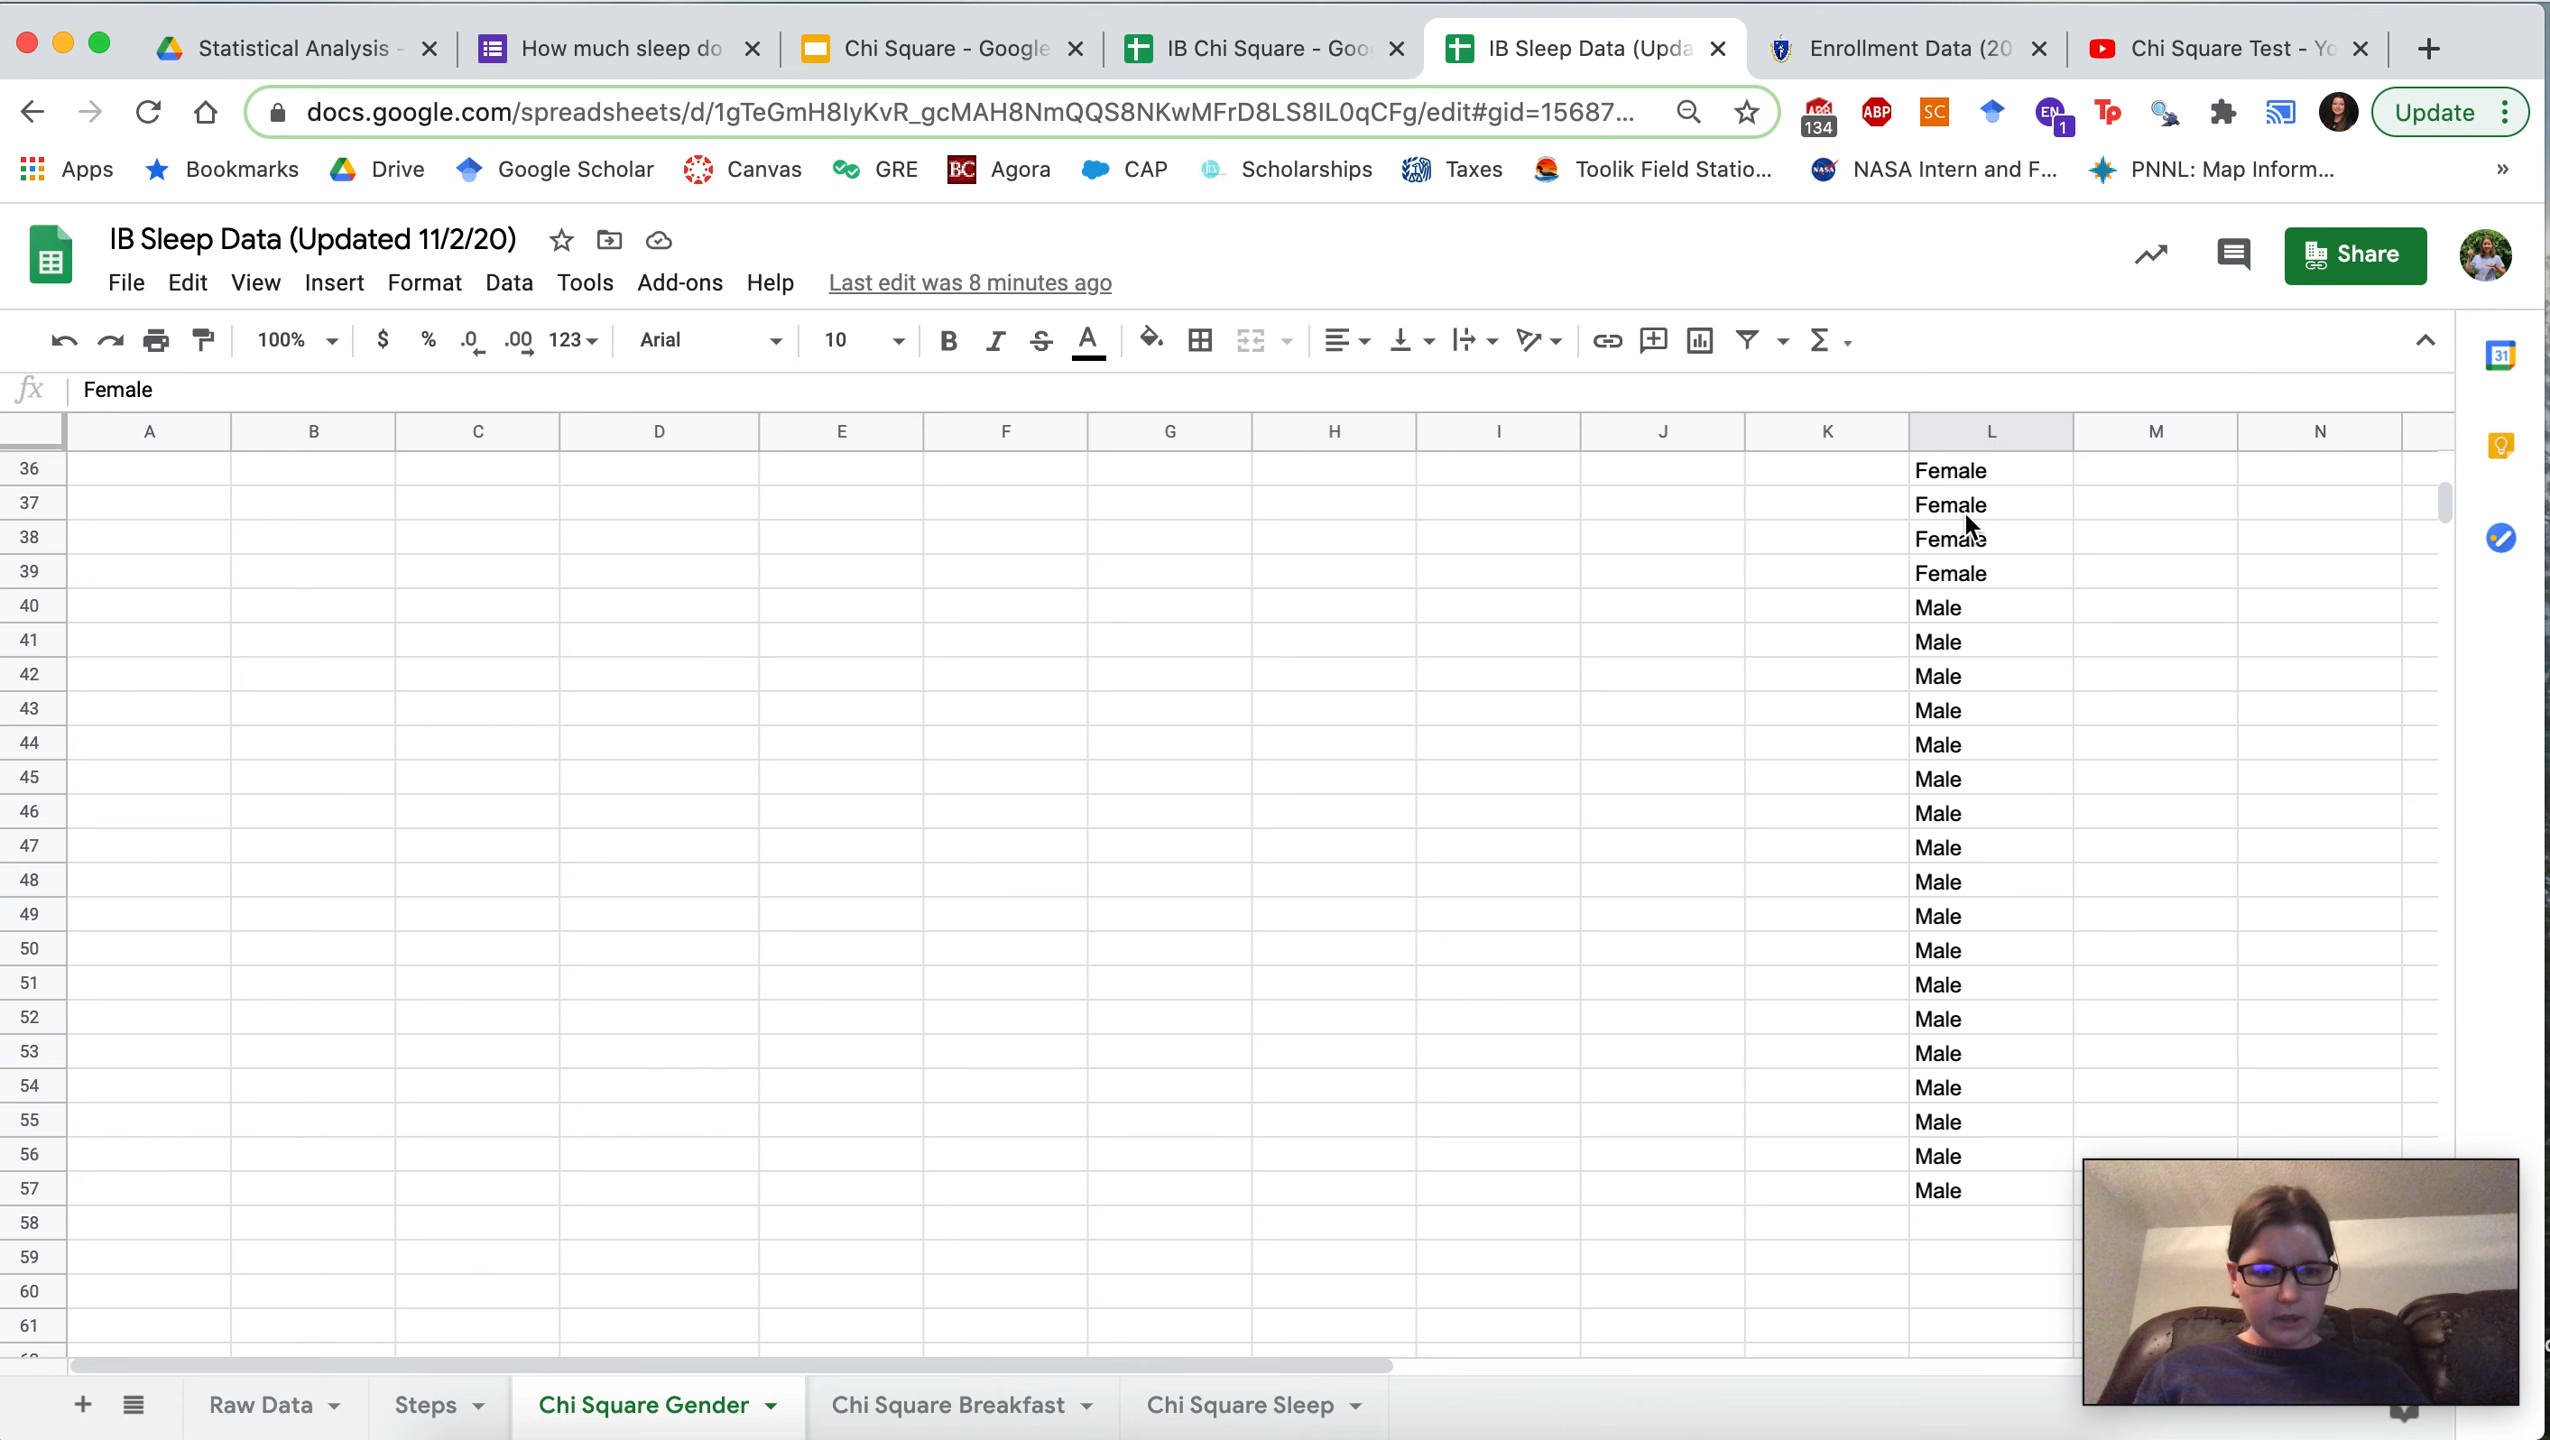 Statistical Analysis - How much sleep do Chi Square - Google IB Chi Square - Goo IB Sleep Data (Upda Enrollment Data (20 Chi Square Test - Yo
docs.google.com/spreadsheets/d/1gTeGmH8IyKvR_gcMAH8NmQQS8NKwMFrD8LS8IL0qCFg/edit#gid=15687... 134 ABP SC EN 1 Tp Update
Apps Bookmarks Drive Google Scholar Canvas GRE BC Agora CAP Scholarships Taxes Toolik Field Statio... NASA Intern and F... PNNL: Map Inform... »
IB Sleep Data (Updated 11/2/20)
File Edit View Insert Format Data Tools Add-ons Help Last edit was 8 minutes ago
Share
100% $ % .0 .00 123 Arial 10 B I S A Σ
31
fx Female
A B C D E F G H I J K L M N
36 Female
37 Female
38 Female
39 Female
40 Male
41 Male
42 Male
43 Male
44 Male
45 Male
46 Male
47 Male
48 Male
49 Male
50 Male
51 Male
52 Male
53 Male
54 Male
55 Male
56 Male
57 Male
58
59
60
61
+ Raw Data Steps Chi Square Gender Chi Square Breakfast Chi Square Sleep